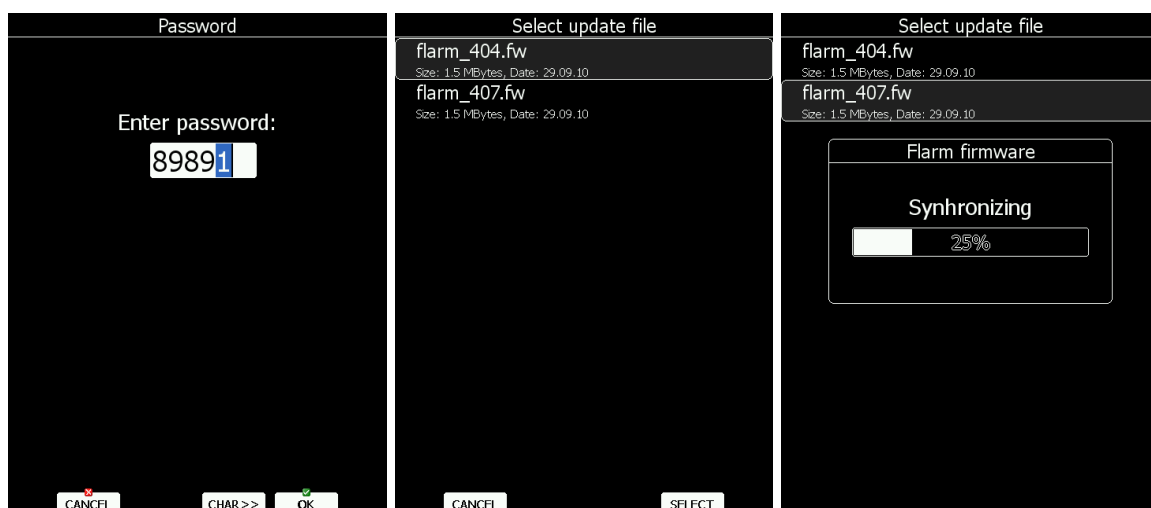 Password
Enter password:
89891
CANCEL
CHAR>>
OK
Select update file
flarm_404.fw
Size: 1.5 MBytes, Date: 29.09.10
flarm_407.fw
Size: 1.5 MBytes, Date: 29.09.10
CANCEL
SELECT
Select update file
flarm_404.fw
Size: 1.5 MBytes, Date: 29.09.10
flarm_407.fw
Size: 1.5 MBytes, Date: 29.09.10
Flarm firmware
Synhronizing
25%